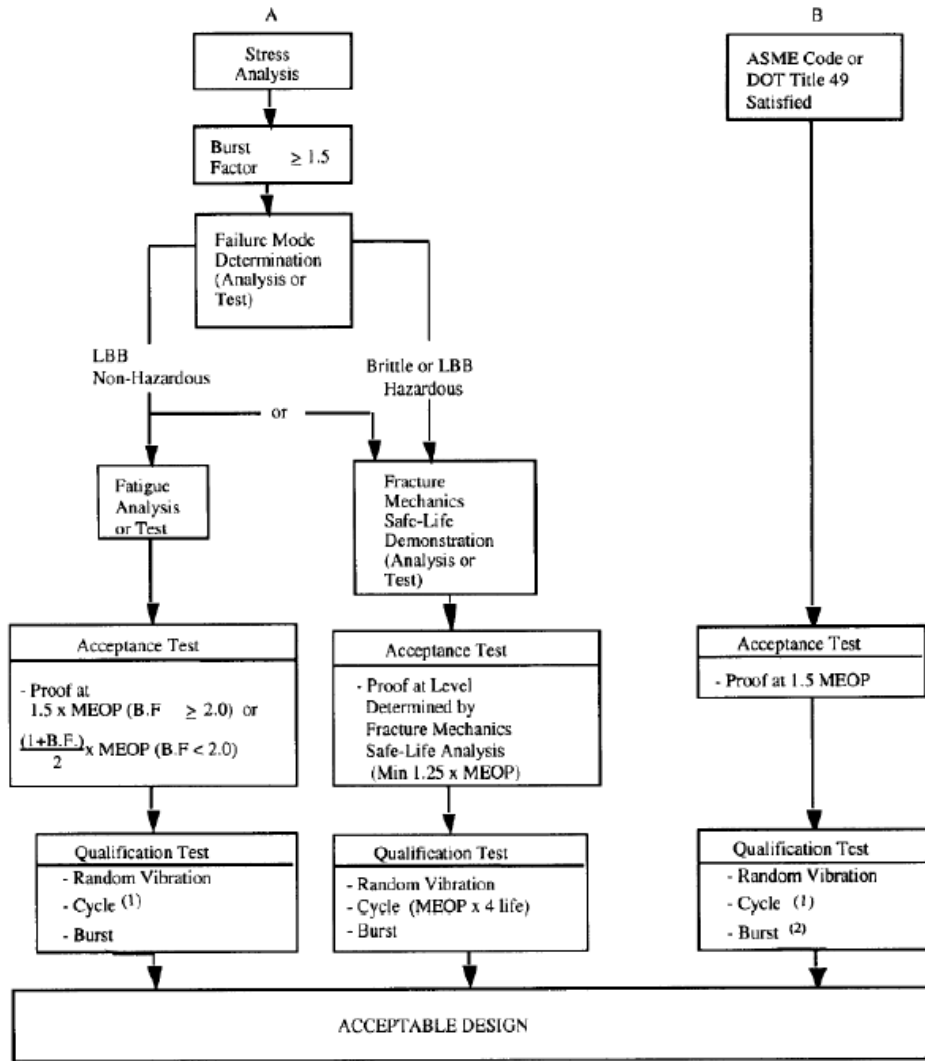 A
B
Stress
Analysis
ASME Code or
DOT Title 49
Satisfied
Burst
Factor ≥ 1.5
Failure Mode
Determination
(Analysis or
Test)
LBB
Non-Hazardous
Brittle or LBB
Hazardous
or
Fatigue
Analysis
or Test
Fracture
Mechanics
Safe-Life
Demonstration
(Analysis or
Test)
Acceptance Test
- Proof at
1.5 x MEOP (B.F ≥ 2.0) or
(1+B.F.)
2
x MEOP (B.F < 2.0)
Acceptance Test
- Proof at Level
Determined by
Fracture Mechanics
Safe-Life Analysis
(Min 1.25 x MEOP)
Acceptance Test
- Proof at 1.5 MEOP
Qualification Test
- Random Vibration
- Cycle (1)
- Burst
Qualification Test
- Random Vibration
- Cycle (MEOP x 4 life)
- Burst
Qualification Test
- Random Vibration
- Cycle (1)
- Burst (2)
ACCEPTABLE DESIGN